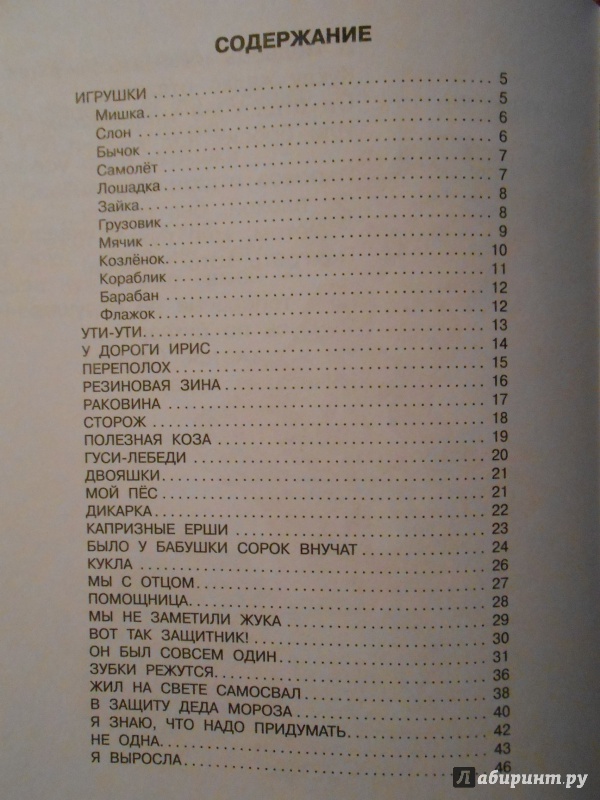 СОДЕРЖАНИЕ
ИГРУШКИ ........ 5
Мишка ........ 5
Слон ........ 6
Бычок ........ 6
Самолёт ........ 7
Лошадка ........ 7
Зайка ........ 8
Грузовик ........ 8
Мячик ........ 9
Козлёнок ........ 10
Кораблик ........ 11
Барабан ........ 12
Флажок ........ 12
УТИ-УТИ ........ 13
У ДОРОГИ ИРИС ........ 14
ПЕРЕПОЛОХ ........ 15
РЕЗИНОВАЯ ЗИНА ........ 16
РАКОВИНА ........ 17
СТОРОЖ ........ 18
ПОЛЕЗНАЯ КОЗА ........ 19
ГУСИ-ЛЕБЕДИ ........ 20
ДВОЯШКИ ........ 21
МОЙ ПЁС ........ 21
ДИКАРКА ........ 22
КАПРИЗНЫЕ ЕРШИ ........ 23
БЫЛО У БАБУШКИ СОРОК ВНУЧАТ ........ 24
КУКЛА ........ 26
МЫ С ОТЦОМ ........ 27
ПОМОЩНИЦА ........ 28
МЫ НЕ ЗАМЕТИЛИ ЖУКА ........ 29
ВОТ ТАК ЗАЩИТНИК! ........ 30
ОН БЫЛ СОВСЕМ ОДИН ........ 31
ЗУБКИ РЕЖУТСЯ ........ 36
ЖИЛ НА СВЕТЕ САМОСВАЛ ........ 38
В ЗАЩИТУ ДЕДА МОРОЗА ........ 40
Я ЗНАЮ, ЧТО НАДО ПРИДУМАТЬ ........ 42
НЕ ОДНА ........ 43
Я ВЫРОСЛА ........ 46
Лабиринт.ру